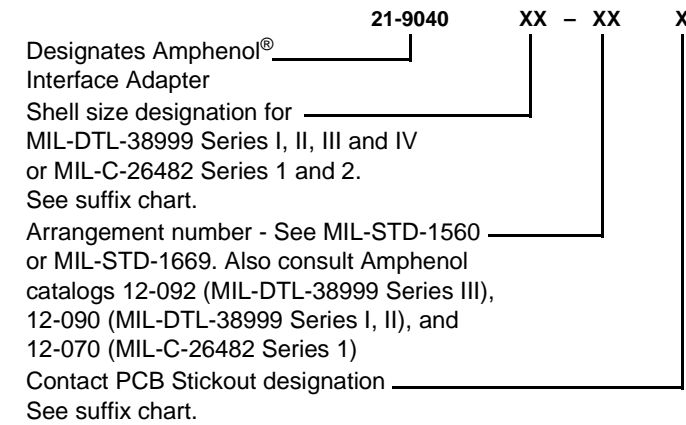 21-9040 XX – XX X
Designates Amphenol®
Interface Adapter
Shell size designation for
MIL-DTL-38999 Series I, II, III and IV
or MIL-C-26482 Series 1 and 2.
See suffix chart.
Arrangement number - See MIL-STD-1560
or MIL-STD-1669. Also consult Amphenol
catalogs 12-092 (MIL-DTL-38999 Series III),
12-090 (MIL-DTL-38999 Series I, II), and
12-070 (MIL-C-26482 Series 1)
Contact PCB Stickout designation
See suffix chart.